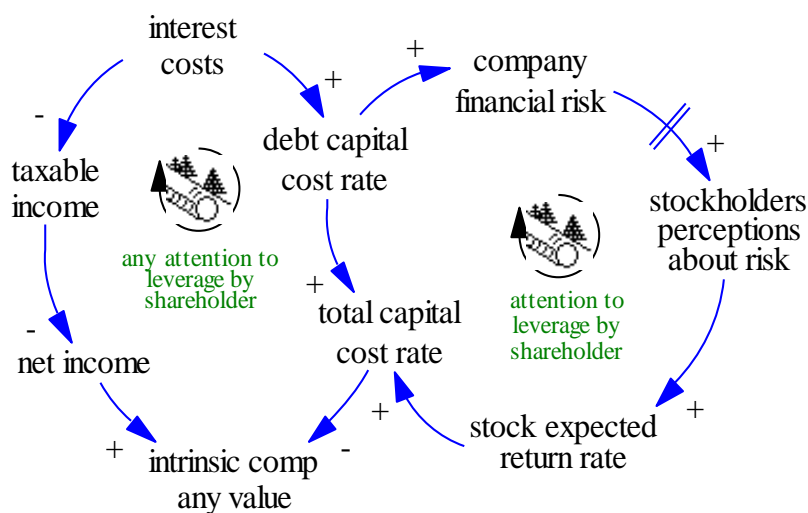 interest
costs
+
-
+
company
financial risk
debt capital
cost rate
+
taxable
income
stockholders
perceptions
about risk
any attention to
leverage by
shareholder
attention to
leverage by
shareholder
+
total capital
cost rate
-
net income
+
+
stock expected
return rate
+
-
intrinsic comp
any value